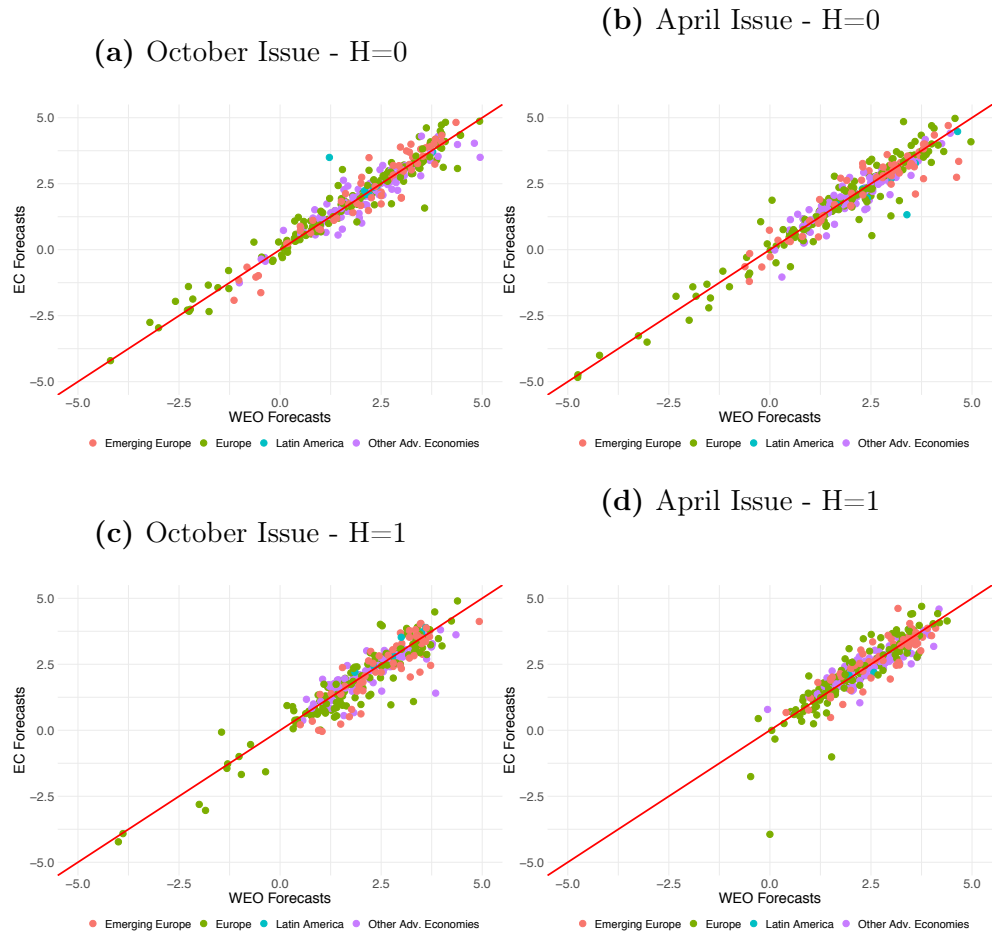 (a) October Issue - H=0
(b) April Issue - H=0
EC Forecasts
5.0
2.5
0.0
−2.5
−5.0
−5.0 −2.5 0.0 2.5 5.0
WEO Forecasts
Emerging Europe Europe Latin America Other Adv. Economies
EC Forecasts
5.0
2.5
0.0
−2.5
−5.0
−5.0 −2.5 0.0 2.5 5.0
WEO Forecasts
Emerging Europe Europe Latin America Other Adv. Economies
(c) October Issue - H=1
(d) April Issue - H=1
EC Forecasts
5.0
2.5
0.0
−2.5
−5.0
−5.0 −2.5 0.0 2.5 5.0
WEO Forecasts
Emerging Europe Europe Latin America Other Adv. Economies
EC Forecasts
5.0
2.5
0.0
−2.5
−5.0
−5.0 −2.5 0.0 2.5 5.0
WEO Forecasts
Emerging Europe Europe Latin America Other Adv. Economies